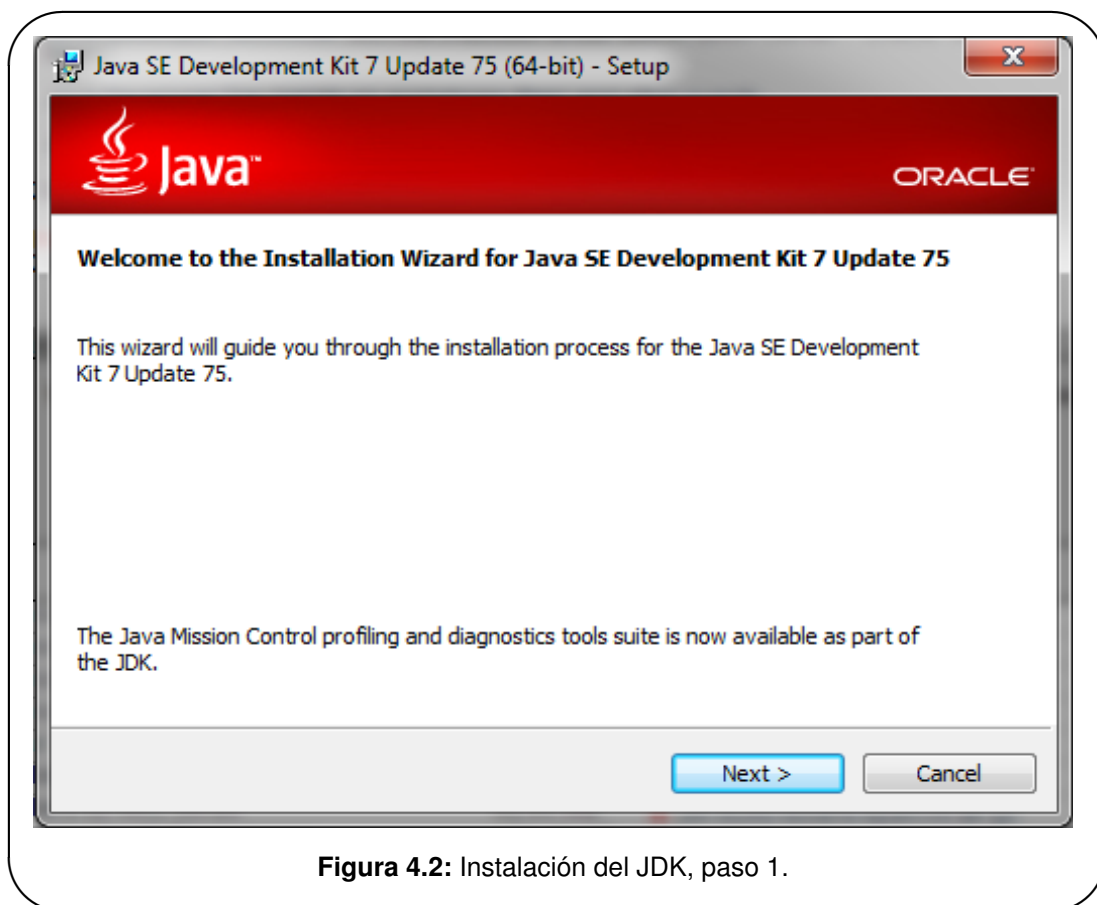 Java SE Development Kit 7 Update 75 (64-bit) - Setup
Java™
ORACLE®
Welcome to the Installation Wizard for Java SE Development Kit 7 Update 75
This wizard will guide you through the installation process for the Java SE Development
Kit 7 Update 75.
The Java Mission Control profiling and diagnostics tools suite is now available as part of
the JDK.
Next >
Cancel
Figura 4.2: Instalación del JDK, paso 1.